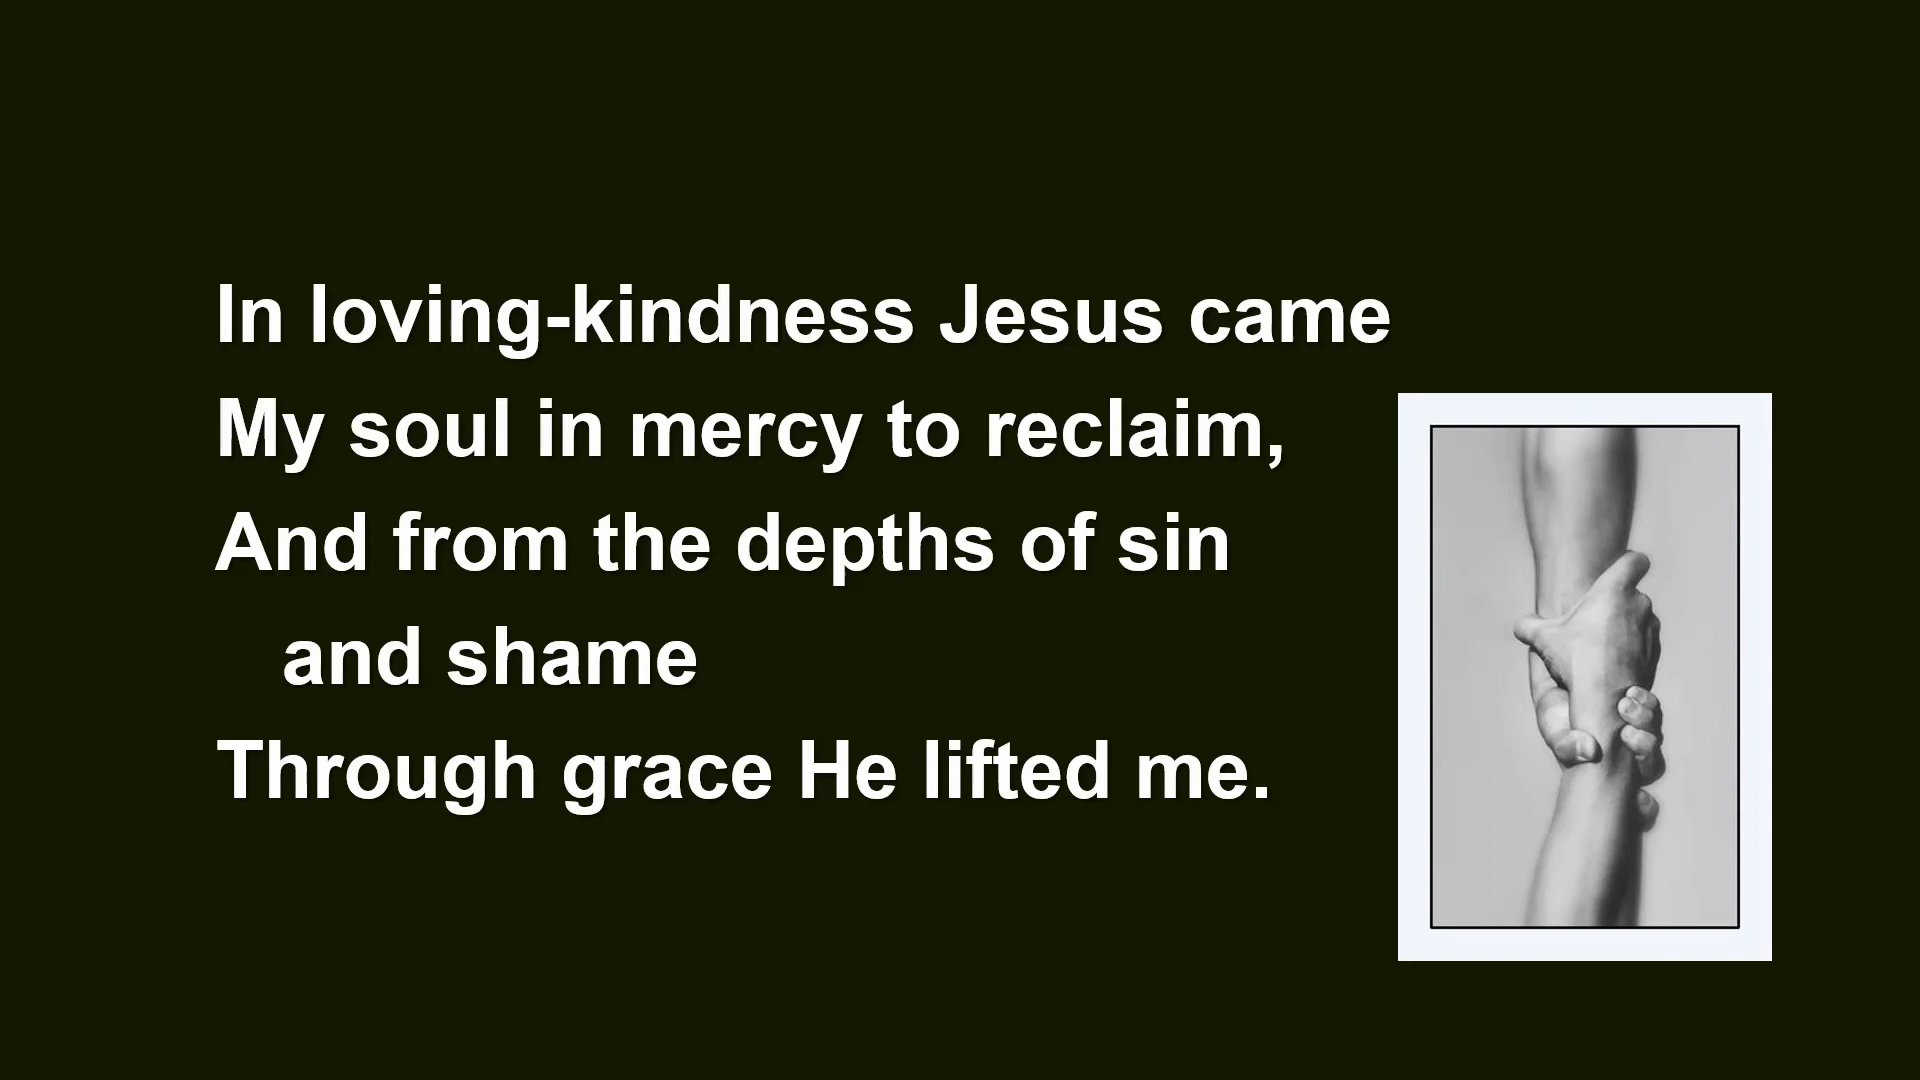 In loving-kindness Jesus came
My soul in mercy to reclaim,
And from the depths of sin
and shame
Through grace He lifted me.